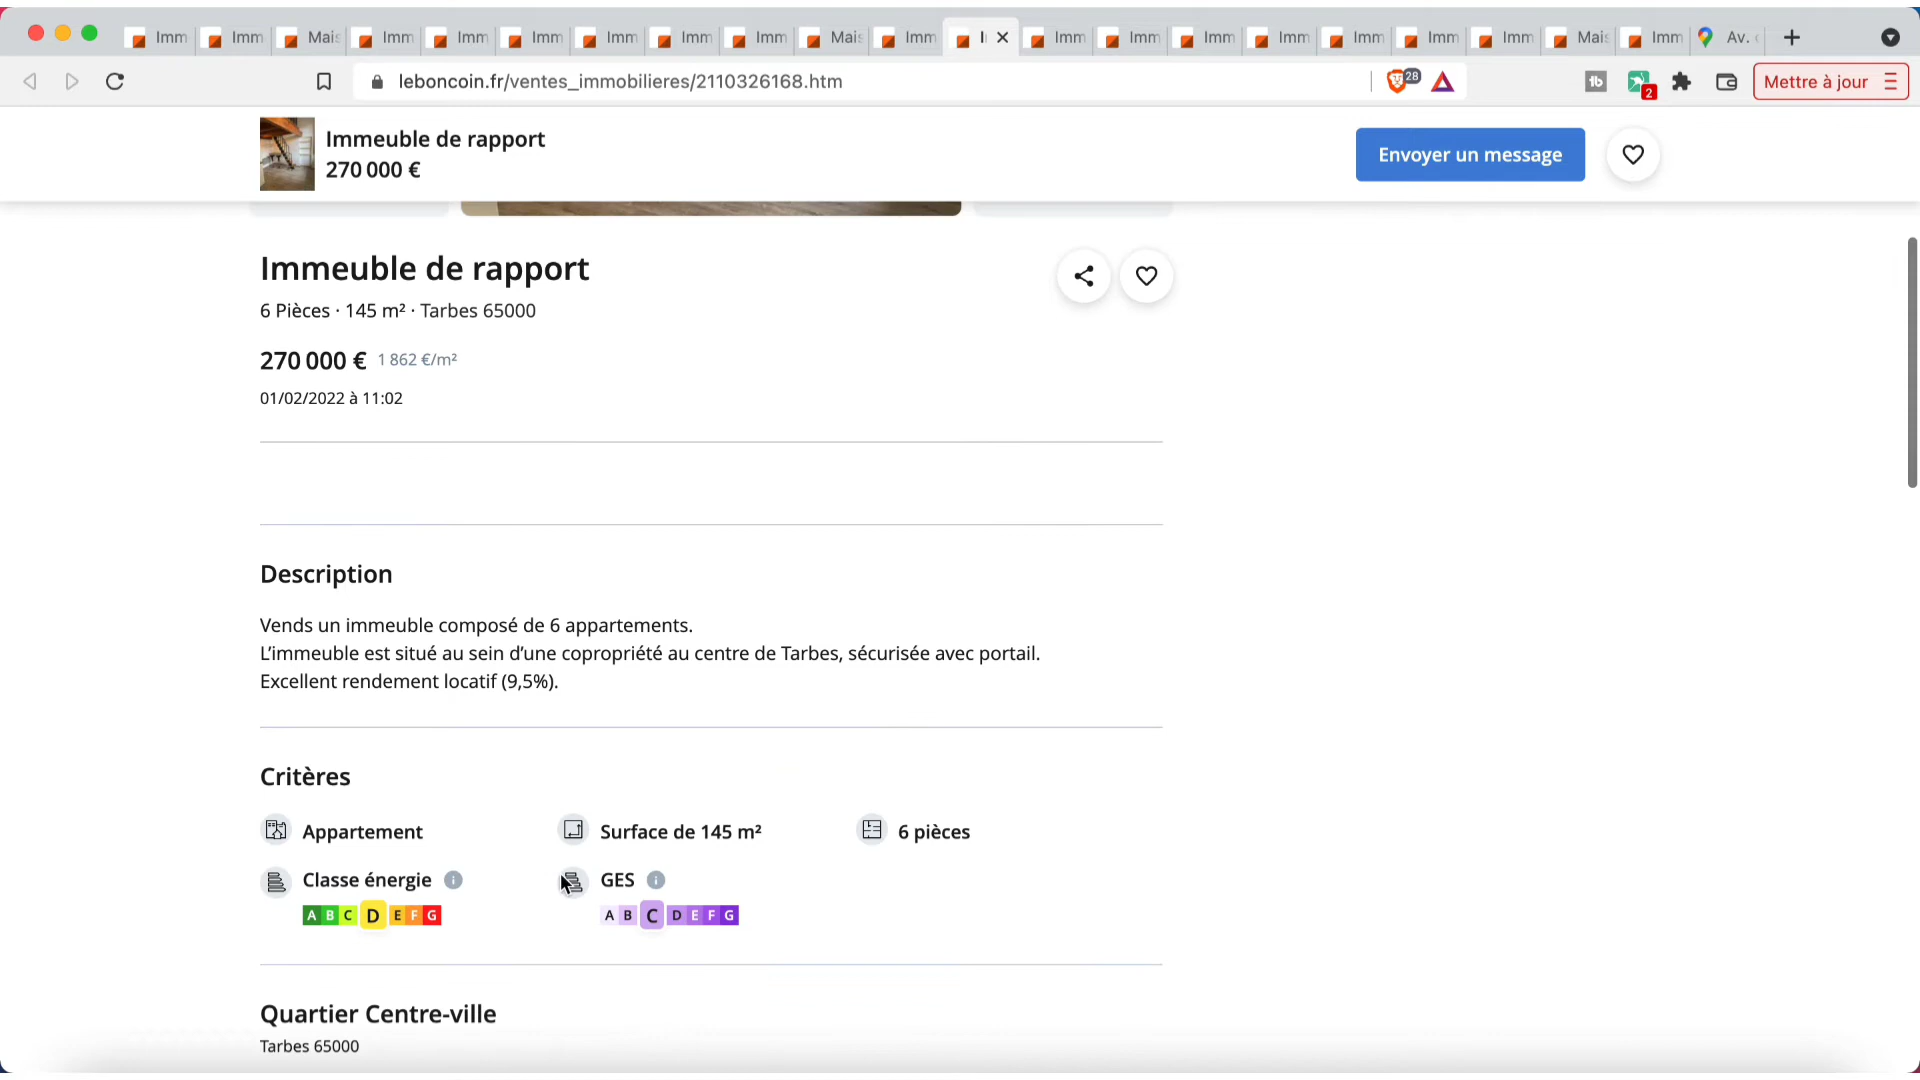 Imm
Imm
Mais
Imm
Imm
Imm
Imm
Imm
Imm
Mais
Imm
I
Imm
Imm
Imm
Imm
Imm
Imm
Imm
Mais
Imm
Av.
leboncoin.fr/ventes_immobilieres/2110326168.htm
28
tb
2
Mettre à jour
Immeuble de rapport
270 000 €
Envoyer un message
Immeuble de rapport
6 Pièces · 145 m² · Tarbes 65000
270 000 € 1 862 €/m²
01/02/2022 à 11:02
Description
Vends un immeuble composé de 6 appartements.
L’immeuble est situé au sein d’une copropriété au centre de Tarbes, sécurisée avec portail.
Excellent rendement locatif (9,5%).
Critères
Appartement
Surface de 145 m²
6 pièces
Classe énergie
A B C D E F G
GES
A B C D E F G
Quartier Centre-ville
Tarbes 65000